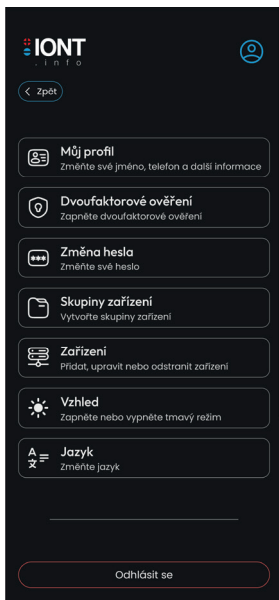 IONT
.info
Zpět
Můj profil
Změňte své jméno, telefon a další informace
Dvoufaktorové ověření
Zapněte dvoufaktorové ověření
Změna hesla
Změňte své heslo
Skupiny zařízení
Vytvořte skupiny zařízení
Zařízení
Přidat, upravit nebo odstranit zařízení
Vzhled
Zapněte nebo vypněte tmavý režim
Jazyk
Změňte jazyk
Odhlásit se